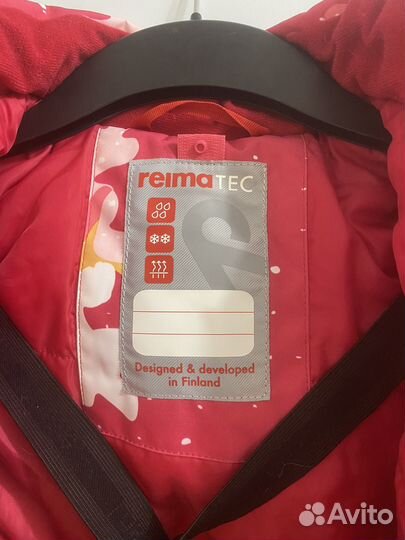 reimaTEC
Designed & developed
in Finland
Avito